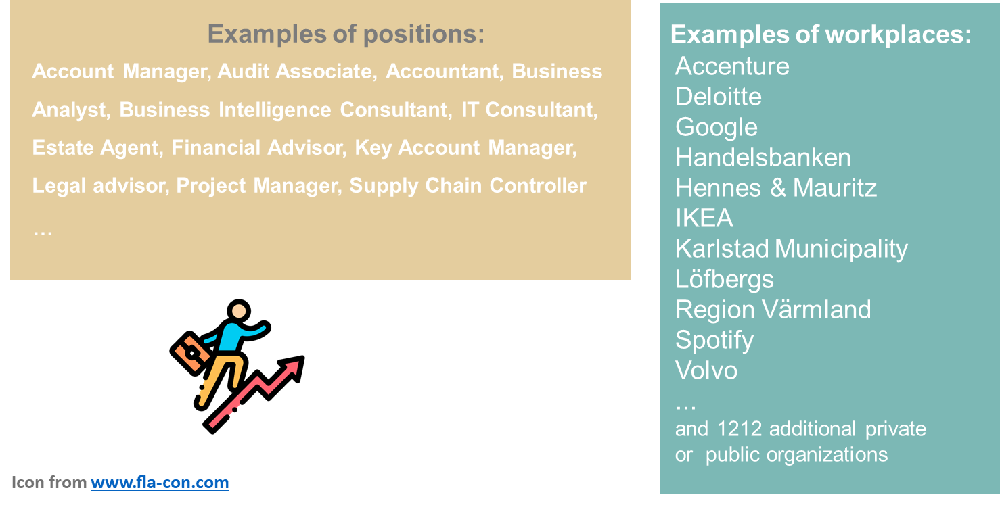 Examples of positions:
Account Manager, Audit Associate, Accountant, Business
Analyst, Business Intelligence Consultant, IT Consultant,
Estate Agent, Financial Advisor, Key Account Manager,
Legal advisor, Project Manager, Supply Chain Controller
...
Icon from www.fla-con.com
Examples of workplaces:
Accenture
Deloitte
Google
Handelsbanken
Hennes & Mauritz
IKEA
Karlstad Municipality
Löfbergs
Region Värmland
Spotify
Volvo
...
and 1212 additional private
or public organizations